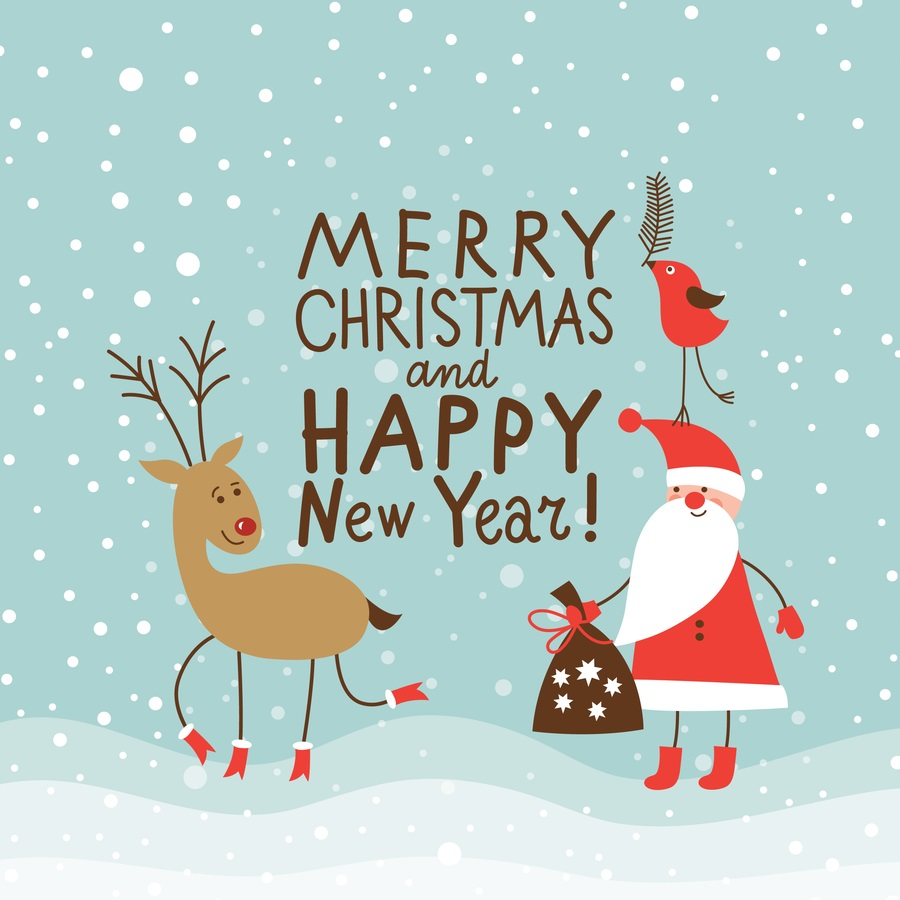 MERRY
CHRISTMAS
and
HAPPY
New Year!